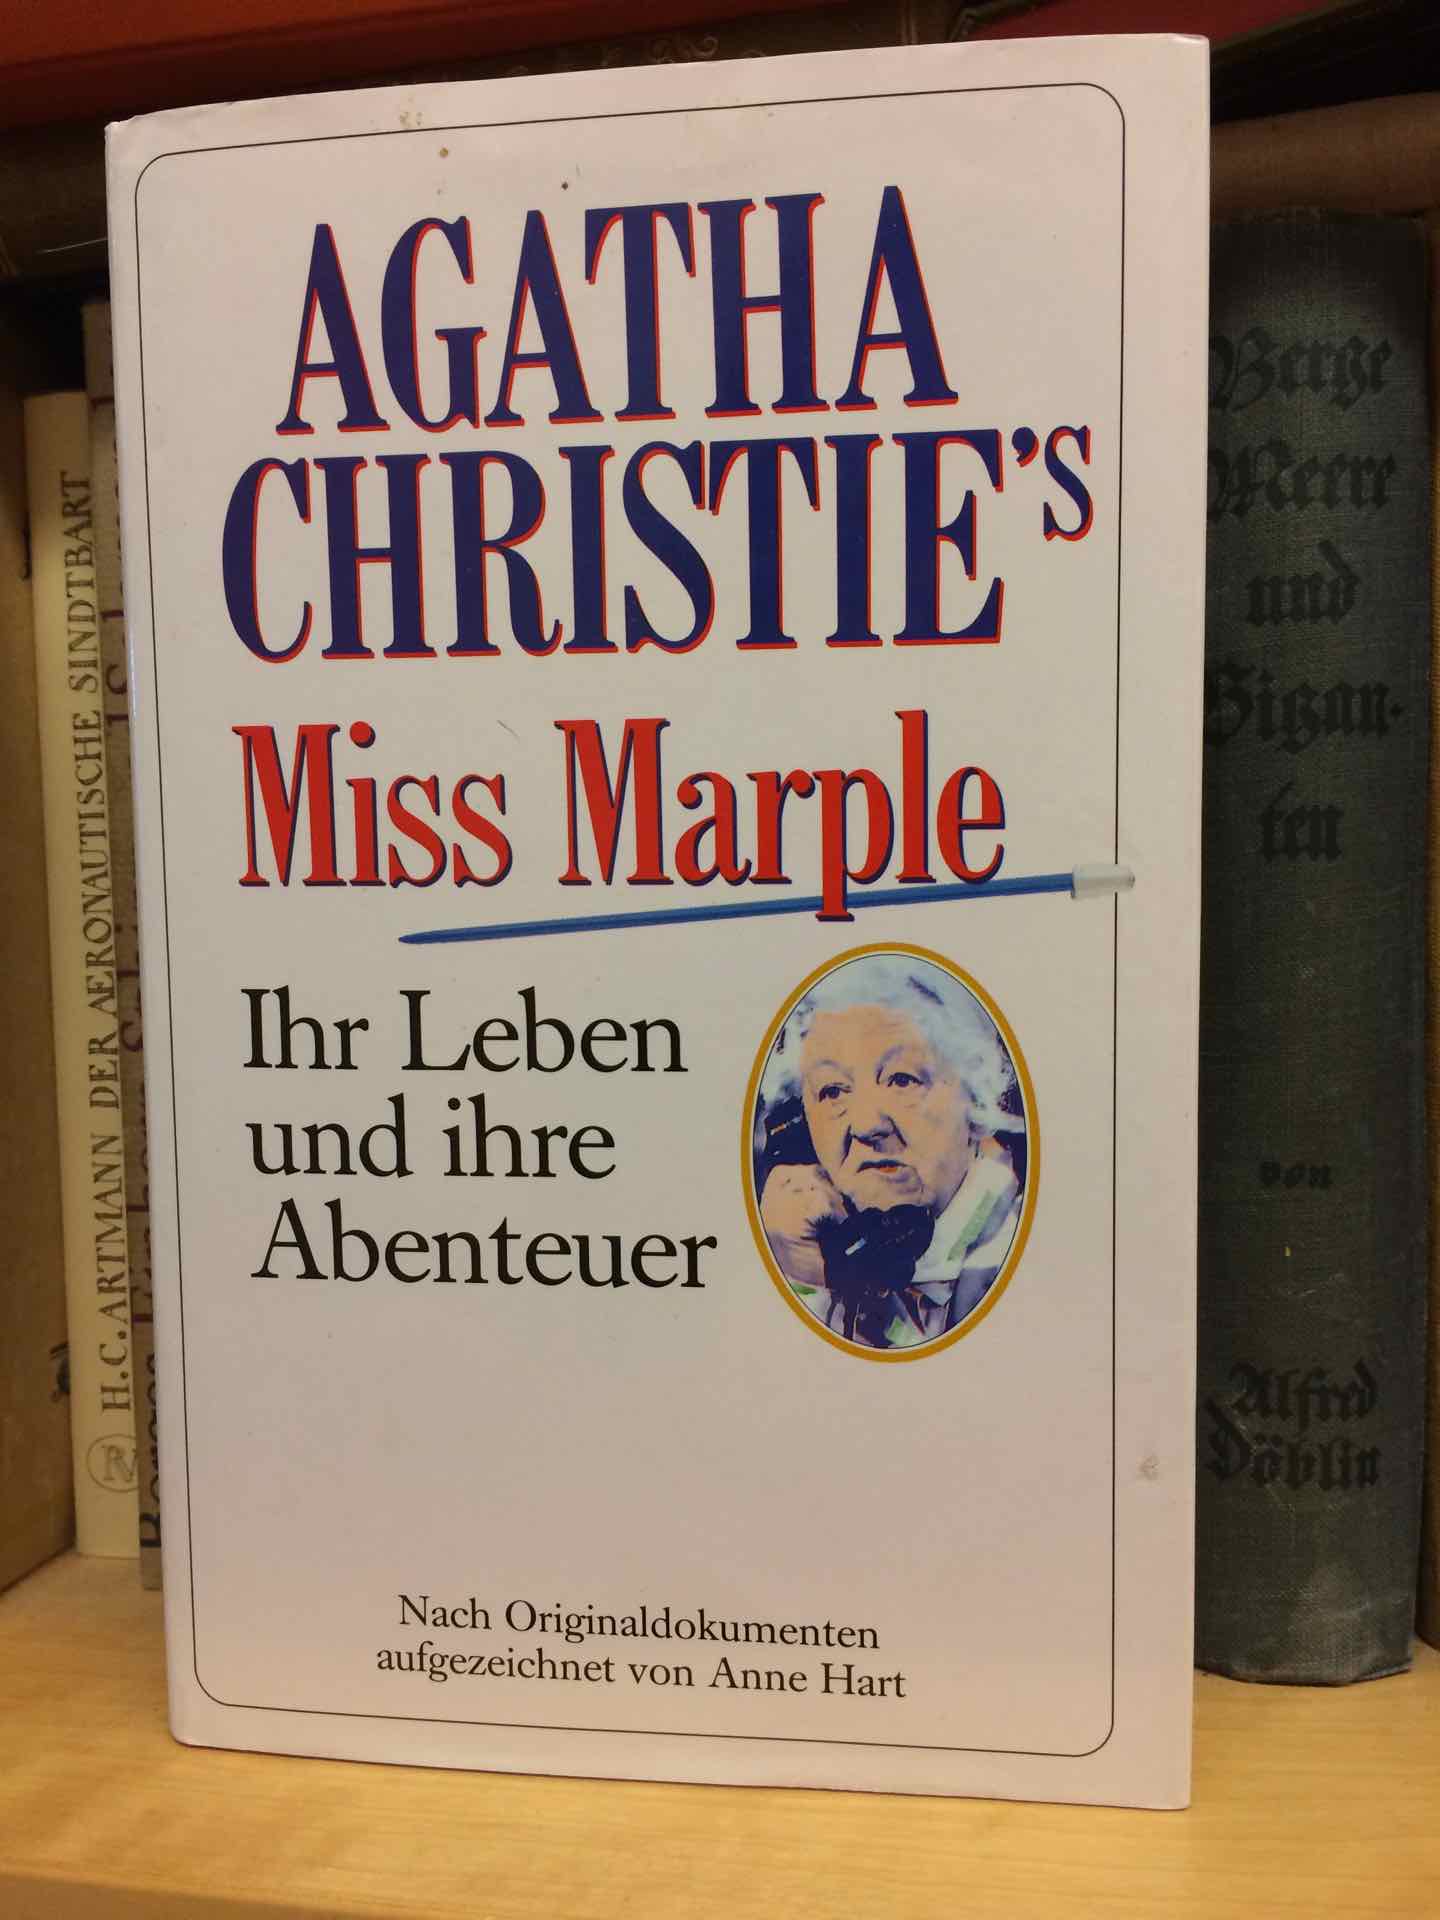 AGATHA
CHRISTIE's
Miss Marple
Ihr Leben
und ihre
Abenteuer
Nach Originaldokumenten
aufgezeichnet von Anne Hart
H.C. ARTMANN DER AERONAUTISCHE SINDTBART
Berge
Meere
und
Gigan-
ten
von
Alfred
Döblin